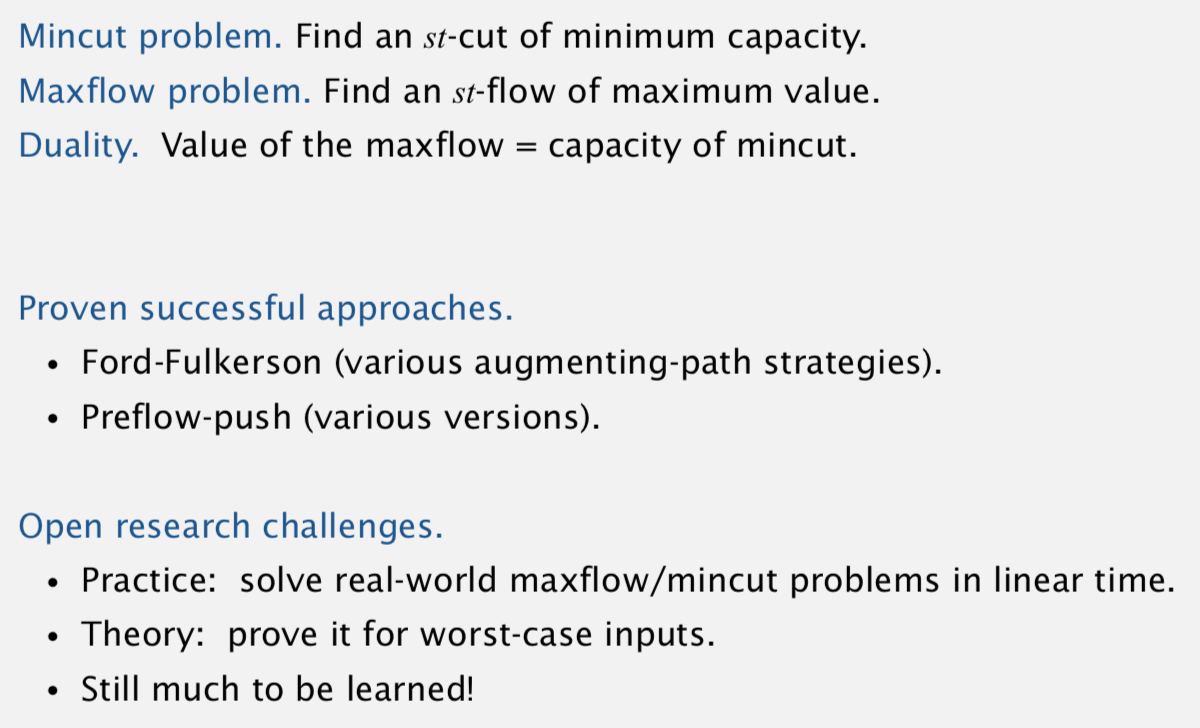 Mincut problem. Find an st-cut of minimum capacity.
Maxflow problem. Find an st-flow of maximum value.
Duality. Value of the maxflow = capacity of mincut.
Proven successful approaches.
• Ford-Fulkerson (various augmenting-path strategies).
• Preflow-push (various versions).
Open research challenges.
• Practice: solve real-world maxflow/mincut problems in linear time.
• Theory: prove it for worst-case inputs.
• Still much to be learned!